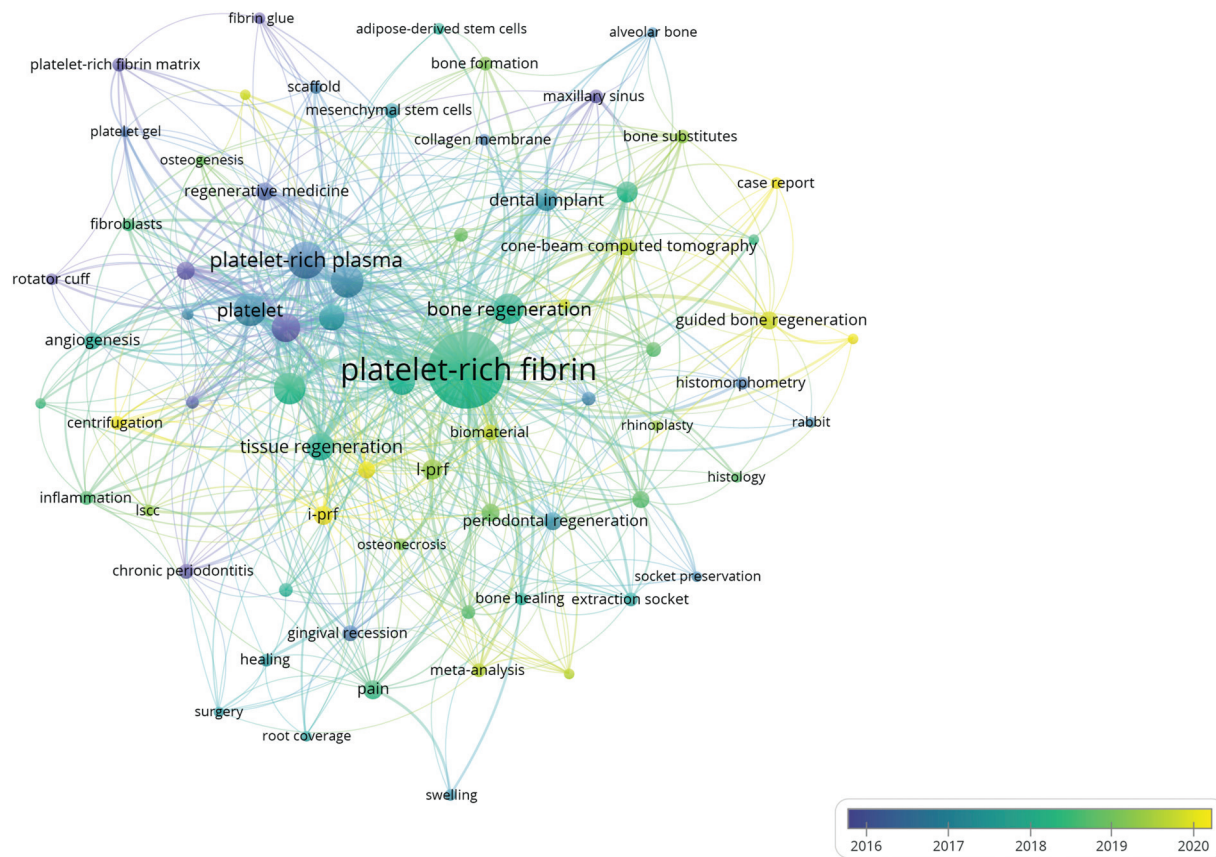 fibrin glue
adipose-derived stem cells
alveolar bone
platelet-rich fibrin matrix
bone formation
scaffold
maxillary sinus
mesenchymal stem cells
platelet gel
collagen membrane
bone substitutes
osteogenesis
case report
regenerative medicine
dental implant
fibroblasts
cone-beam computed tomography
platelet-rich plasma
rotator cuff
platelet
bone regeneration
guided bone regeneration
angiogenesis
platelet-rich fibrin
histomorphometry
centrifugation
rabbit
biomaterial
rhinoplasty
tissue regeneration
l-prf
histology
inflammation
lscc
i-prf
periodontal regeneration
osteonecrosis
chronic periodontitis
socket preservation
bone healing
extraction socket
gingival recession
healing
meta-analysis
pain
surgery
root coverage
swelling
2016 2017 2018 2019 2020